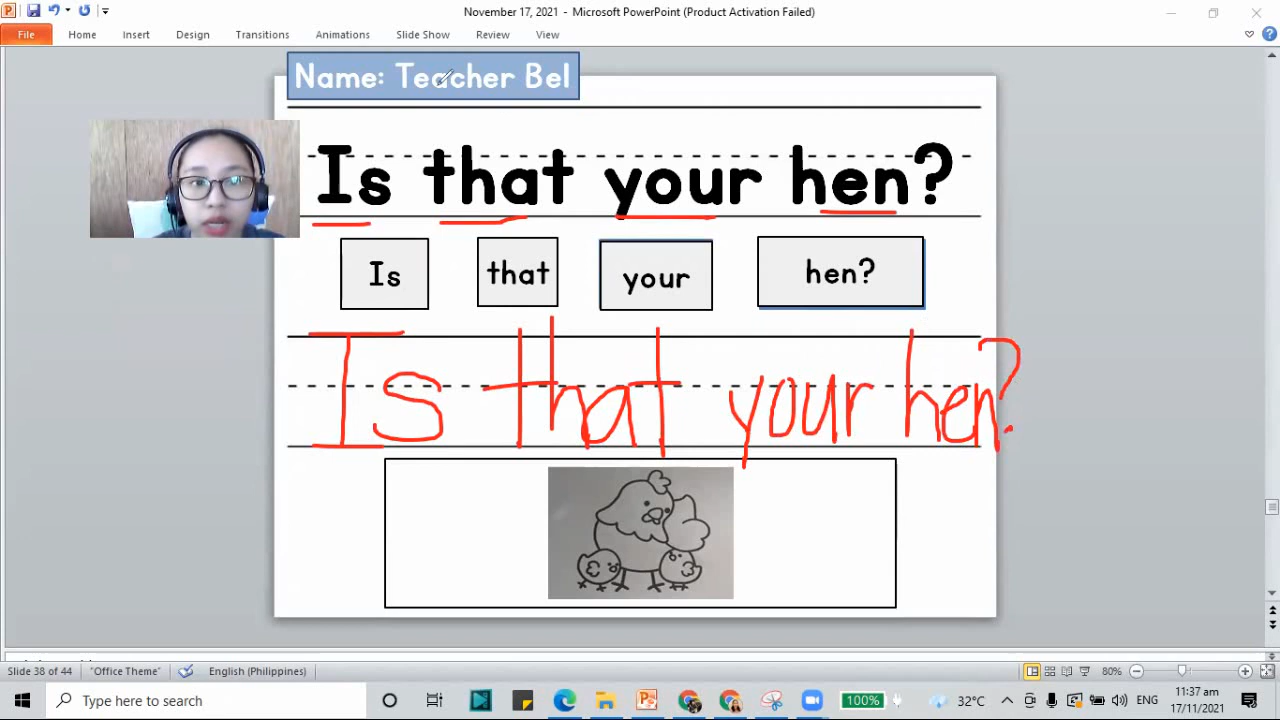 November 17, 2021 - Microsoft PowerPoint (Product Activation Failed)
File Home Insert Design Transitions Animations Slide Show Review View
Name: Teacher Bel
Is that your hen?
Is that your hen?
Is that your hen?
Slide 38 of 44 "Office Theme" English (Philippines) 80%
Type here to search 100% 32°C ENG 11:37 am
17/11/2021